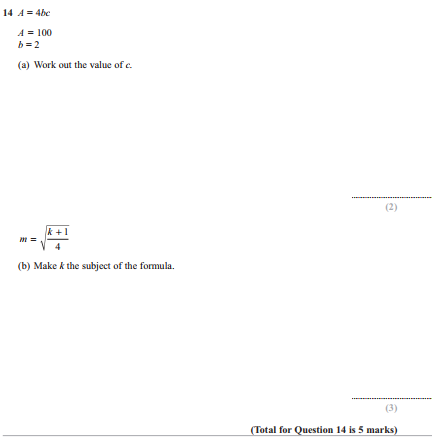 14 A = 4bc
A = 100
b = 2
(a) Work out the value of c.
(2)
m = √((k + 1)/4)
(b) Make k the subject of the formula.
(3)
(Total for Question 14 is 5 marks)